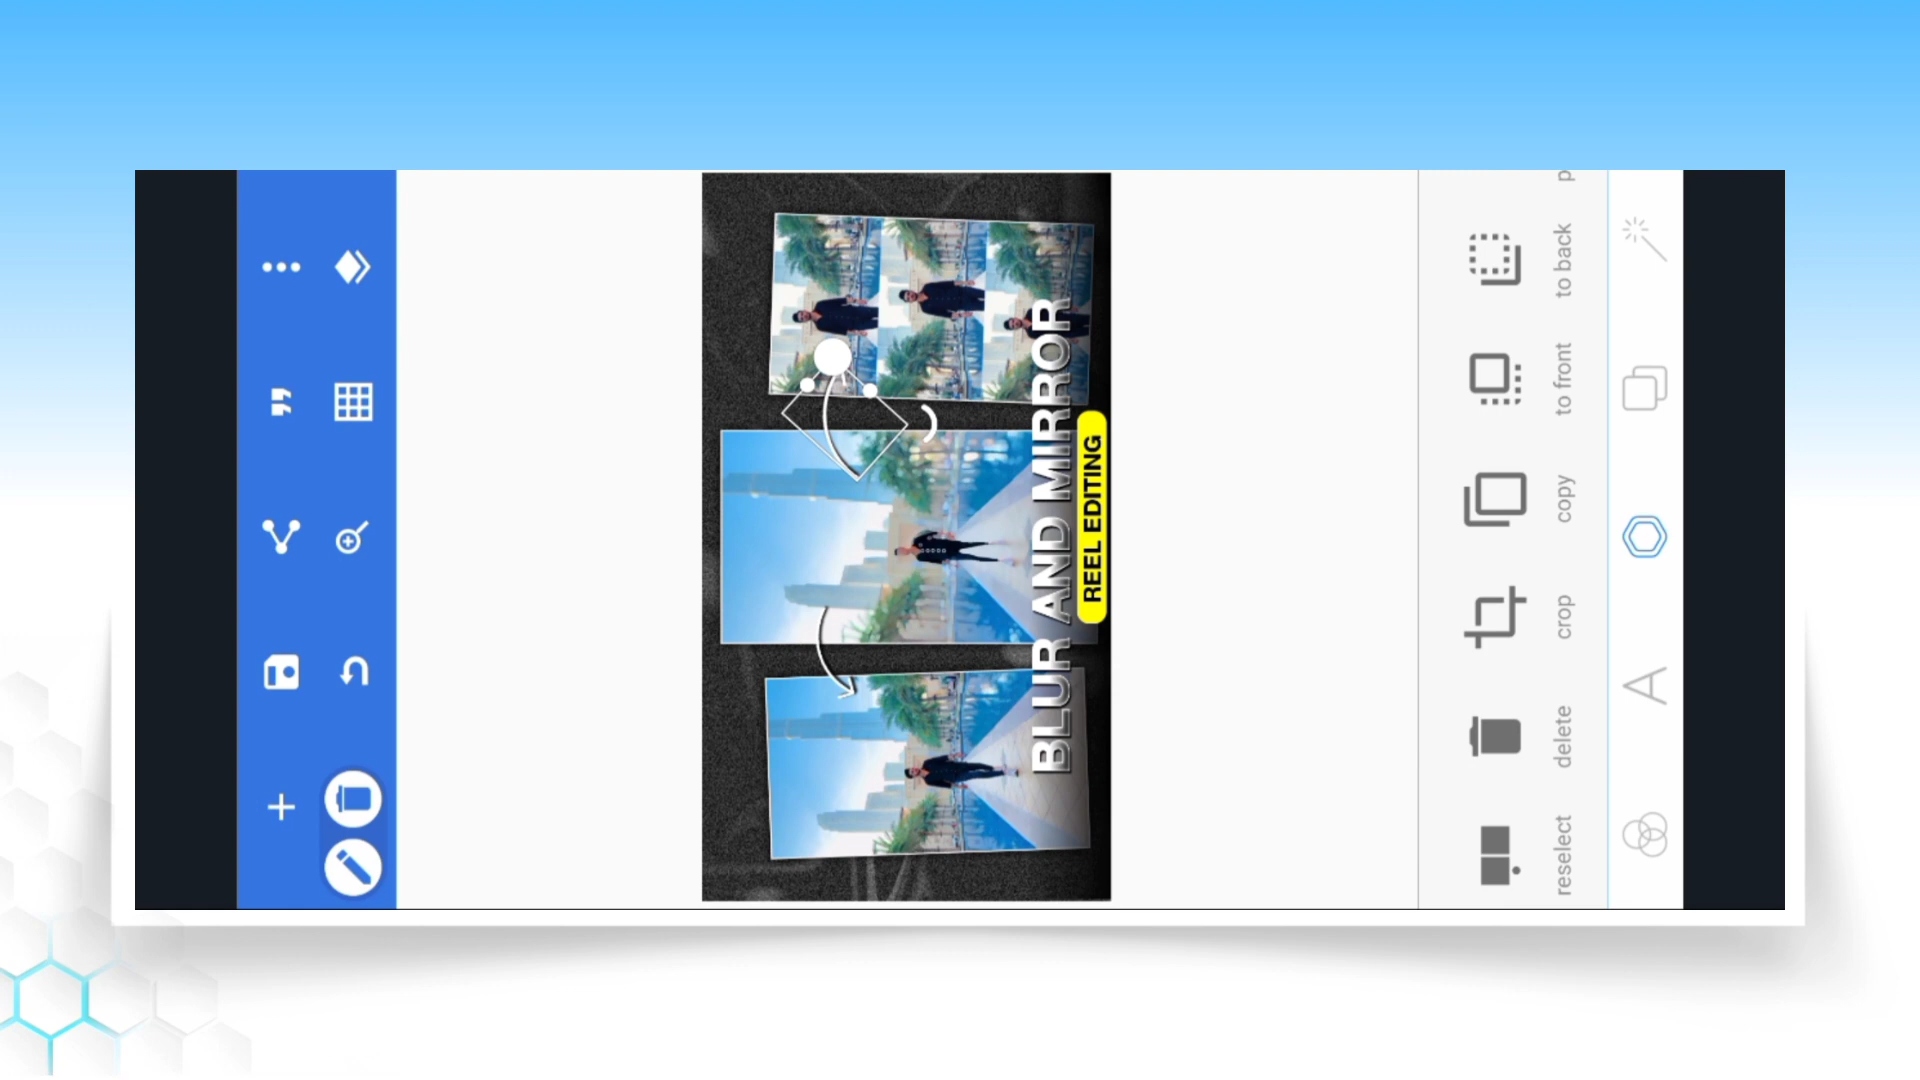 BLUR AND MIRROR
REEL EDITING
reselect
delete
crop
copy
to front
to back
p
A